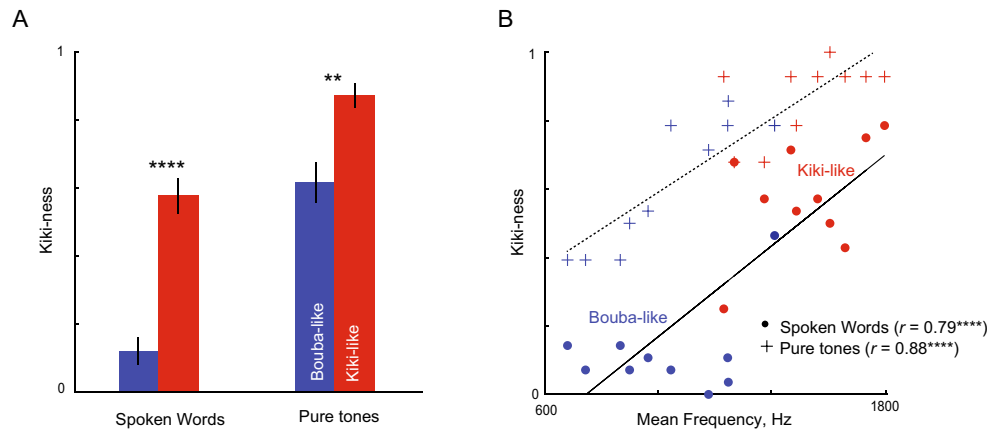 A
1
Kiki-ness
0
****
**
Bouba-like
Kiki-like
Spoken Words
Pure tones
B
1
Kiki-ness
0
Kiki-like
Bouba-like
Spoken Words (r = 0.79****)
Pure tones (r = 0.88****)
600
Mean Frequency, Hz
1800